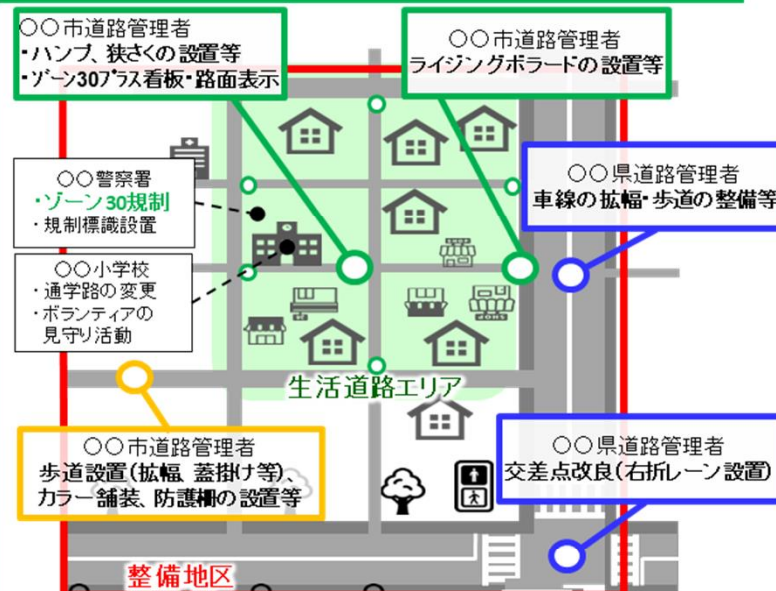 ○○市道路管理者
・ハンプ、狭さくの設置等
・ゾーン30プラス看板・路面表示
○○市道路管理者
ライジングボラードの設置等
○○警察署
・ゾーン30規制
・規制標識設置
○○県道路管理者
車線の拡幅・歩道の整備等
○○小学校
・通学路の変更
・ボランティアの
見守り活動
生活道路エリア
○○市道路管理者
歩道設置(拡幅、蓋掛け等)、
カラー舗装、防護柵の設置等
○○県道路管理者
交差点改良(右折レーン設置)
整備地区